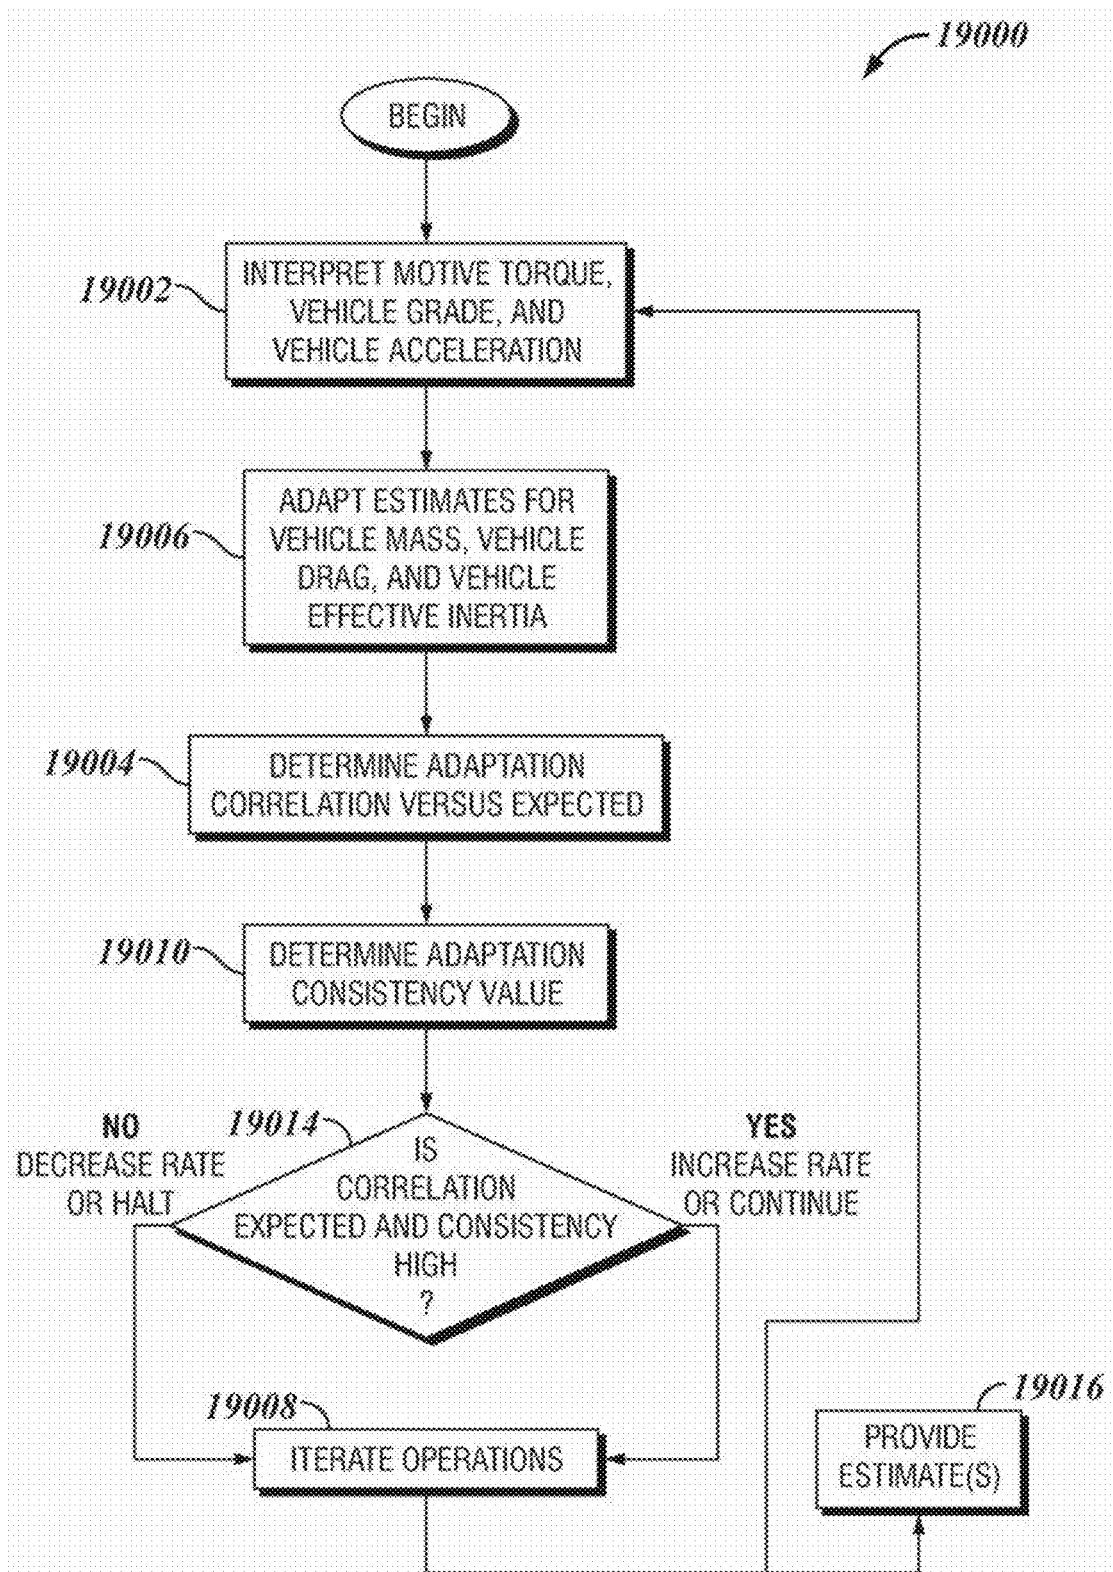 19000
BEGIN
19002
INTERPRET MOTIVE TORQUE,
VEHICLE GRADE, AND
VEHICLE ACCELERATION
19006
ADAPT ESTIMATES FOR
VEHICLE MASS, VEHICLE
DRAG, AND VEHICLE
EFFECTIVE INERTIA
19004
DETERMINE ADAPTATION
CORRELATION VERSUS EXPECTED
19010
DETERMINE ADAPTATION
CONSISTENCY VALUE
19014
NO
DECREASE RATE
OR HALT
IS
CORRELATION
EXPECTED AND CONSISTENCY
HIGH
?
YES
INCREASE RATE
OR CONTINUE
19008
ITERATE OPERATIONS
19016
PROVIDE
ESTIMATE(S)